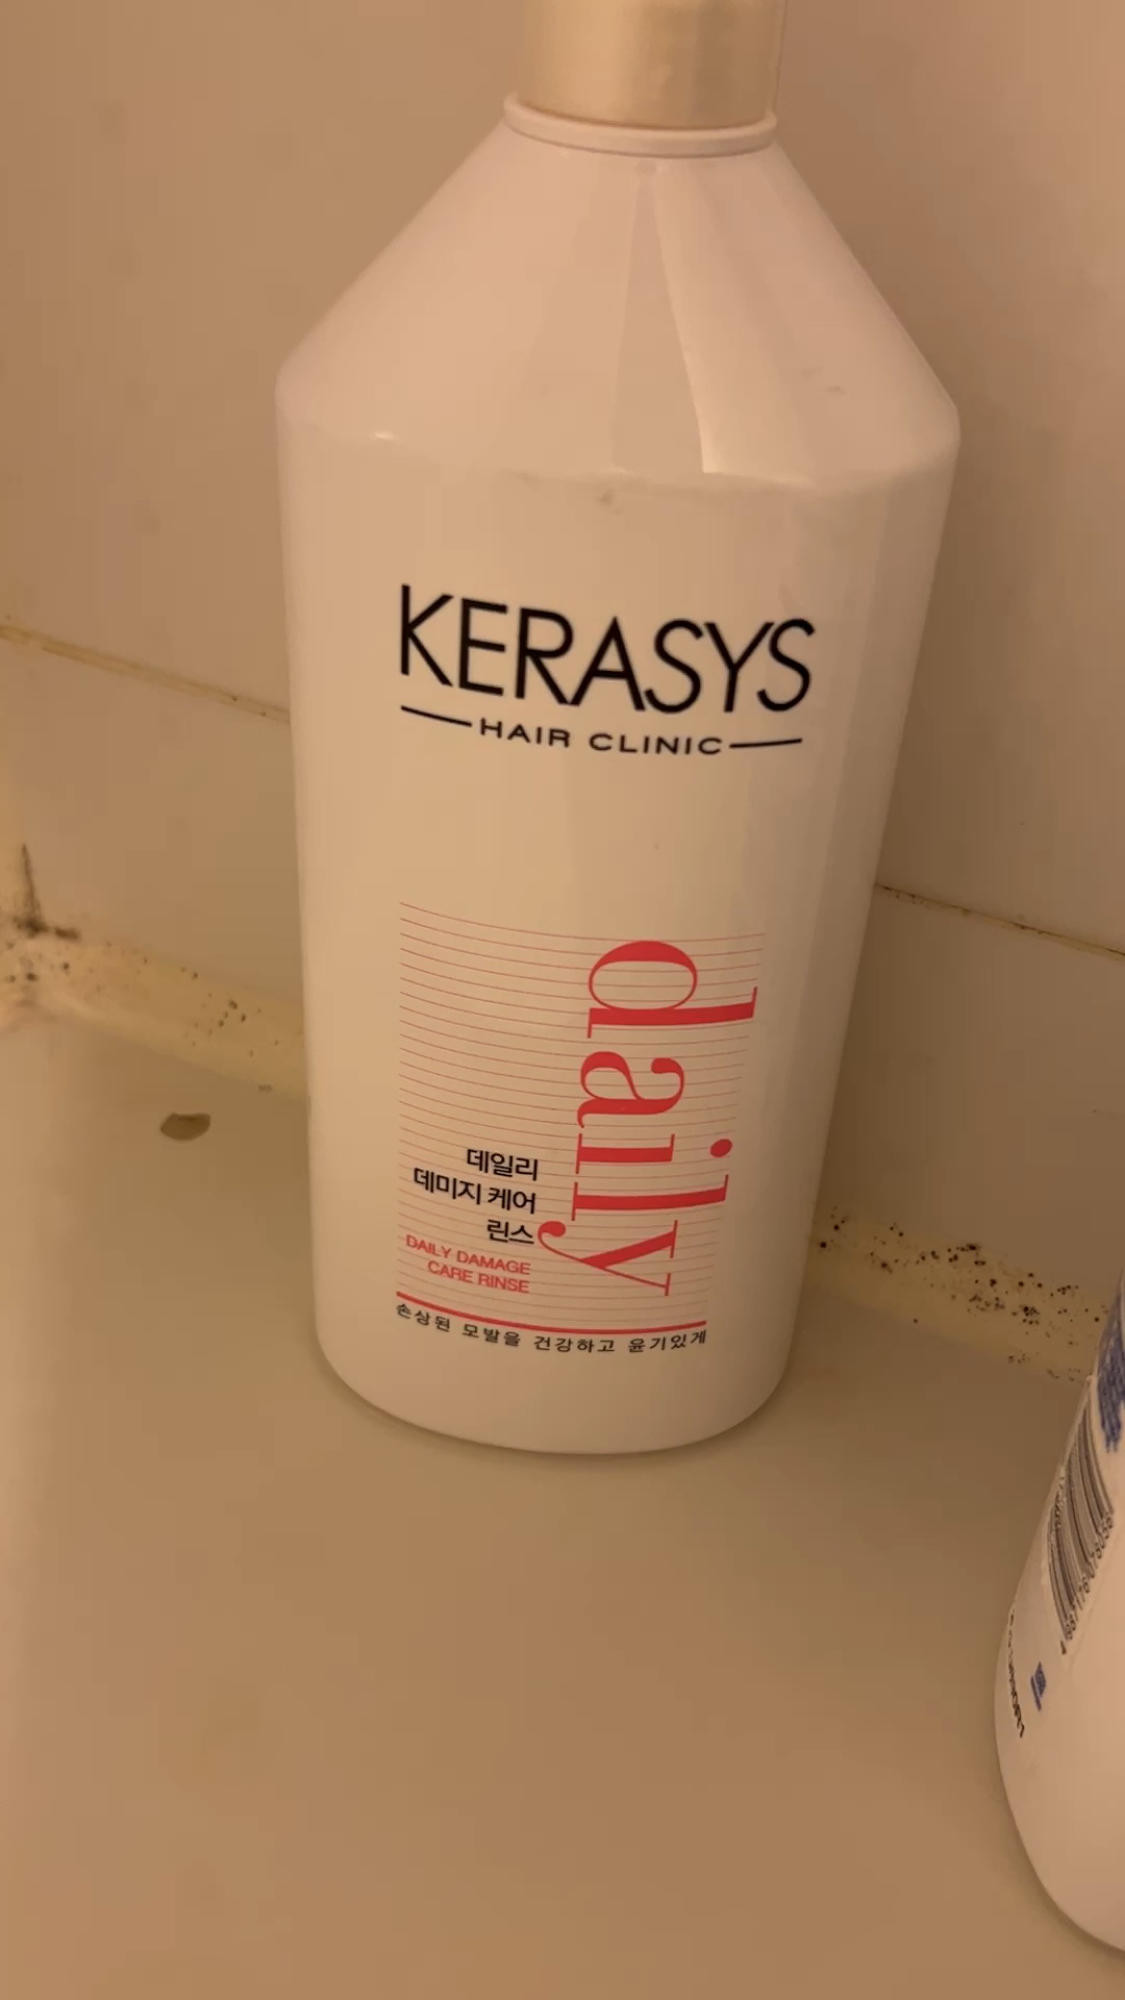 KERASYS
HAIR CLINIC
daily
데일리
데미지 케어
린스
DAILY DAMAGE
CARE RINSE
손상된 모발을 건강하고 윤기있게